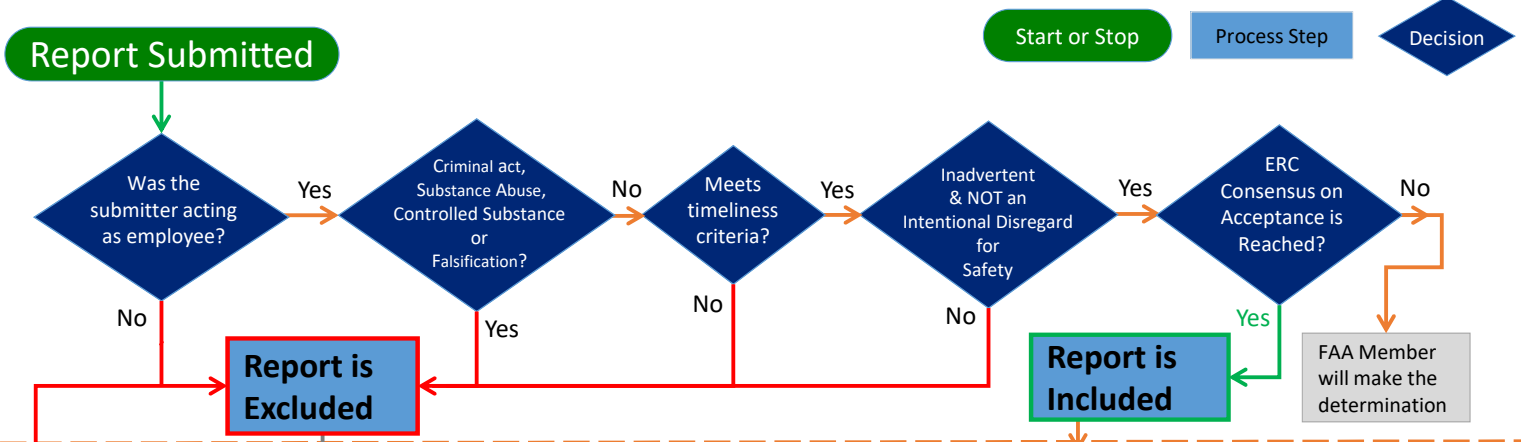 Report Submitted
Start or Stop
Process Step
Decision
Was the
submitter acting
as employee?
Yes
No
Criminal act,
Substance Abuse,
Controlled Substance
or
Falsification?
No
Yes
Meets
timeliness
criteria?
Yes
No
Inadvertent
& NOT an
Intentional Disregard
for
Safety
Yes
No
ERC
Consensus on
Acceptance is
Reached?
No
Yes
Report is
Excluded
Report is
Included
FAA Member
will make the
determination